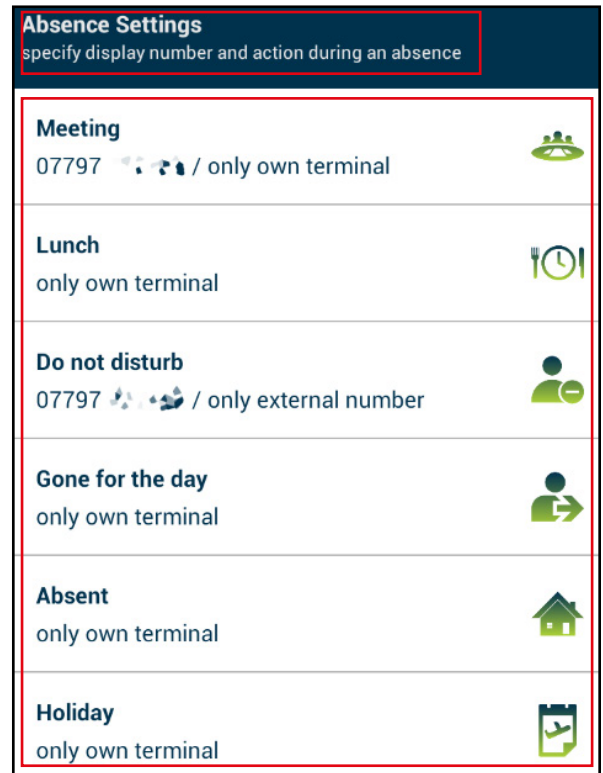 Absence Settings
specify display number and action during an absence
Meeting
07797 / only own terminal
Lunch
only own terminal
Do not disturb
07797 / only external number
Gone for the day
only own terminal
Absent
only own terminal
Holiday
only own terminal